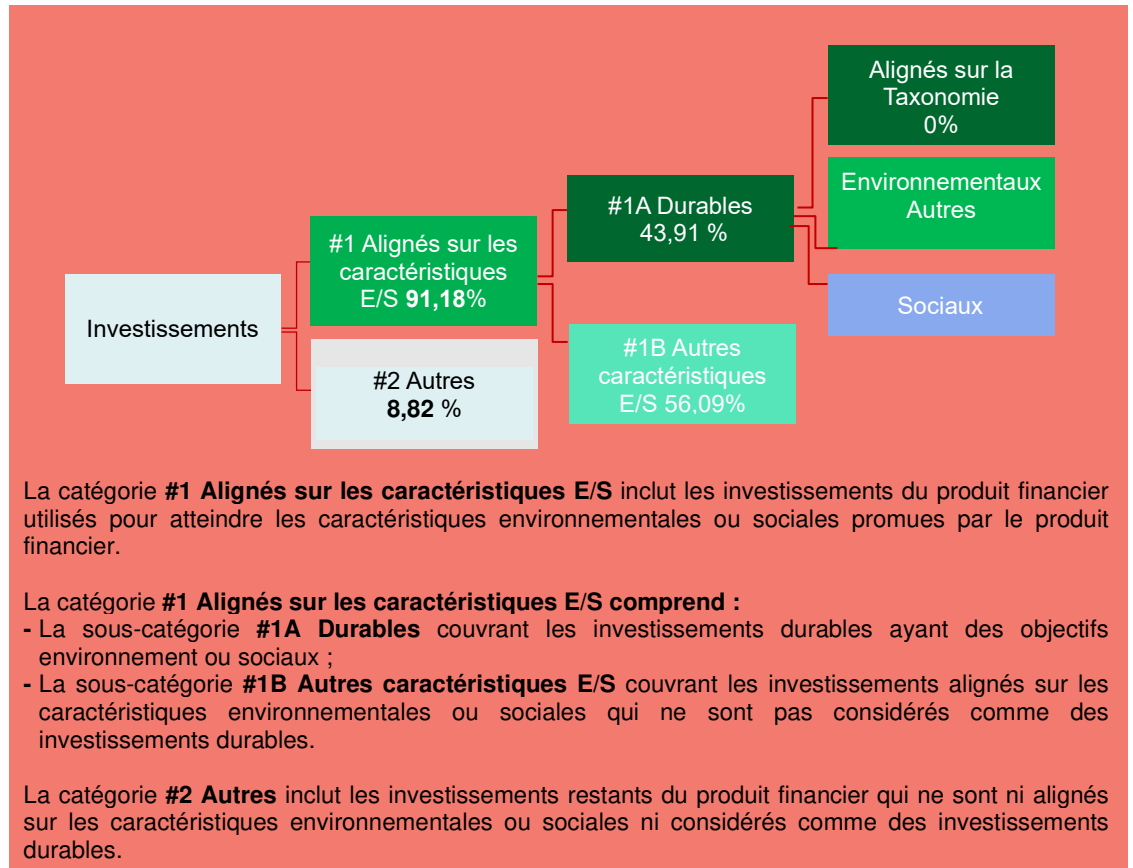 Alignés sur la
Taxonomie
0%
Environnementaux
Autres
#1A Durables
43,91 %
#1 Alignés sur les
caractéristiques
E/S 91,18%
Sociaux
Investissements
#1B Autres
caractéristiques
E/S 56,09%
#2 Autres
8,82 %
La catégorie #1 Alignés sur les caractéristiques E/S inclut les investissements du produit financier
utilisés pour atteindre les caractéristiques environnementales ou sociales promues par le produit
financier.
La catégorie #1 Alignés sur les caractéristiques E/S comprend :
- La sous-catégorie #1A Durables couvrant les investissements durables ayant des objectifs
environnement ou sociaux ;
- La sous-catégorie #1B Autres caractéristiques E/S couvrant les investissements alignés sur les
caractéristiques environnementales ou sociales qui ne sont pas considérés comme des
investissements durables.
La catégorie #2 Autres inclut les investissements restants du produit financier qui ne sont ni alignés
sur les caractéristiques environnementales ou sociales ni considérés comme des investissements
durables.